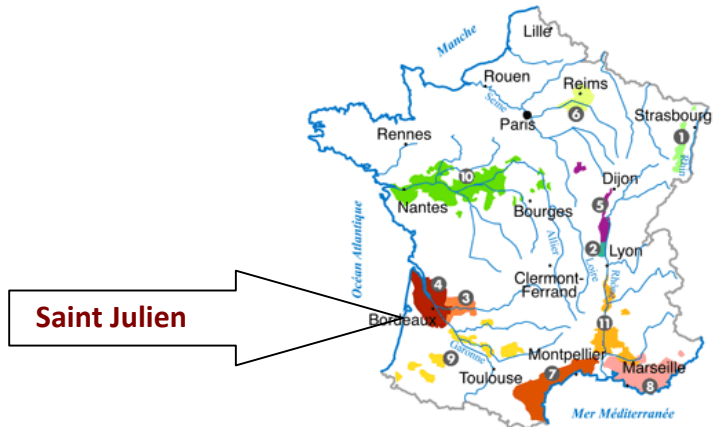 Lille
Manche
Rouen
Reims
Seine
6
Paris
Strasbourg
1
Rennes
Rhin
10
Dijon
Nantes
Bourges
5
Océan Atlantique
Allier
2
Lyon
Loire
Clermont-
Ferrand
Rhône
4
3
Saint Julien
Bordeaux
11
Garonne
9
Montpellier
Marseille
Toulouse
7
8
Mer Méditerranée